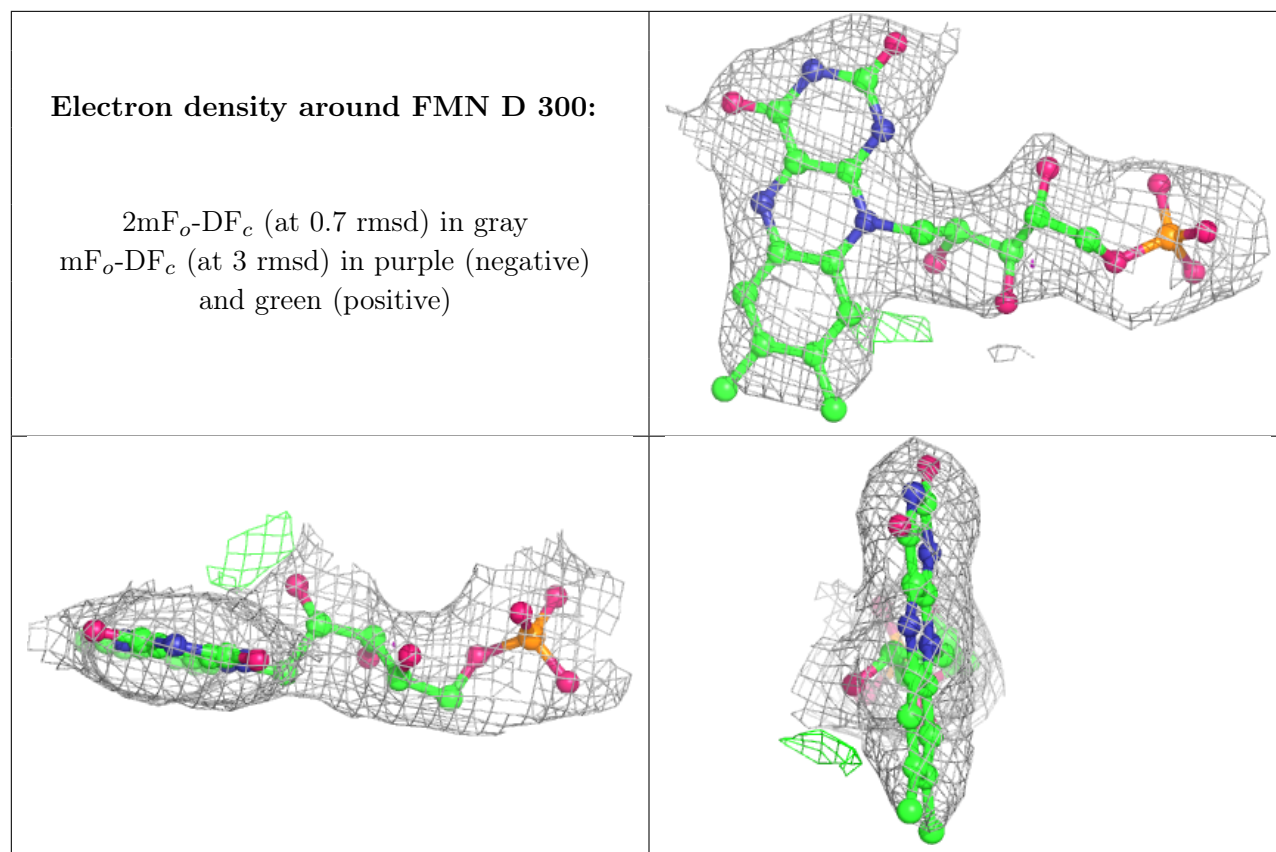 Electron density around FMN D 300:
2mFo-DFc (at 0.7 rmsd) in gray
mFo-DFc (at 3 rmsd) in purple (negative)
and green (positive)